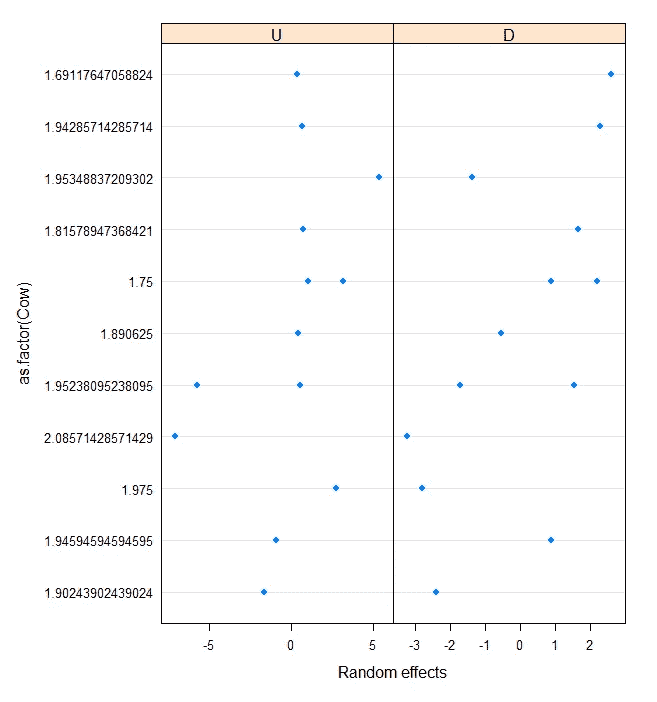 U D
1.69117647058824
1.94285714285714
1.95348837209302
1.81578947368421
1.75
1.890625
1.95238095238095
2.08571428571429
1.975
1.94594594594595
1.90243902439024
as.factor(Cow)
-5 0 5 -3 -2 -1 0 1 2
Random effects